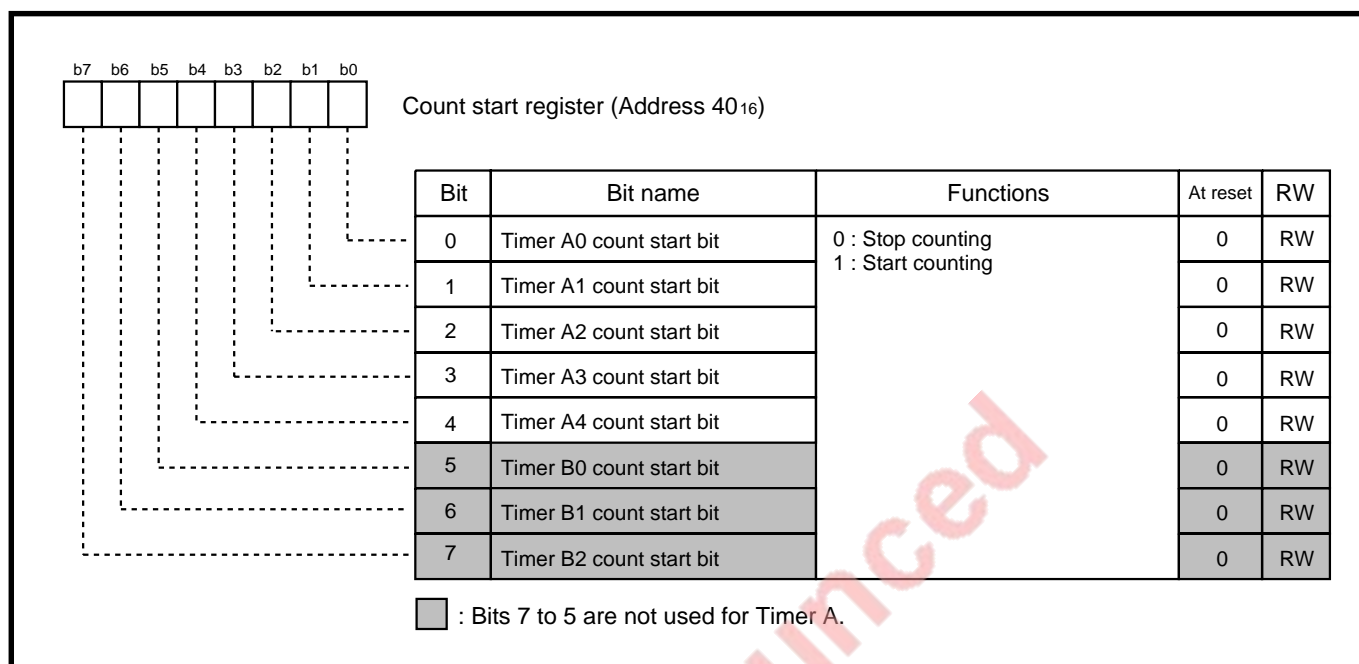 b7 b6 b5 b4 b3 b2 b1 b0
Count start register (Address 40₁₆)
Bit Bit name Functions At reset RW
0 Timer A0 count start bit 0 : Stop counting 0 RW
1 : Start counting
1 Timer A1 count start bit 0 RW
2 Timer A2 count start bit 0 RW
3 Timer A3 count start bit 0 RW
4 Timer A4 count start bit 0 RW
5 Timer B0 count start bit 0 RW
6 Timer B1 count start bit 0 RW
7 Timer B2 count start bit 0 RW
: Bits 7 to 5 are not used for Timer A.